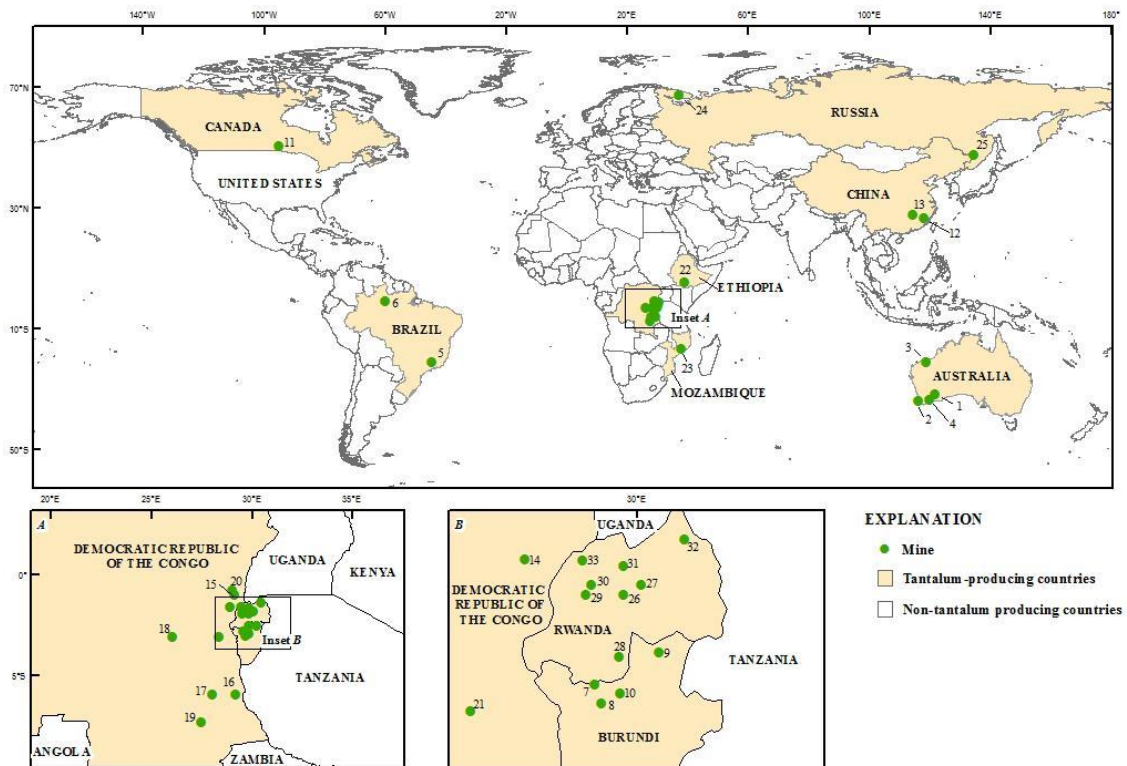 140°W 100°W 60°W 20°W 20°E 60°E 100°E 140°E 180°
70°N
24
RUSSIA
CANADA
11
25
UNITED STATES
CHINA
13
30°N
12
22
ETHIOPIA
6
Inset A
10°S
BRAZIL
3
5
23
AUSTRALIA
MOZAMBIQUE
1
2 4
50°S
20°E 25°E 30°E 35°E
A
DEMOCRATIC REPUBLIC
OF THE CONGO
UGANDA
KENYA
0°
15 20
18
Inset B
TANZANIA
16
17
5°S
19
ANGOLA
ZAMBIA
30°E
B
UGANDA
32
14
33
31
DEMOCRATIC
REPUBLIC OF
THE CONGO
30
27
29
26
RWANDA
28
9
TANZANIA
7
10
8
21
BURUNDI
EXPLANATION
Mine
Tantalum-producing countries
Non-tantalum producing countries